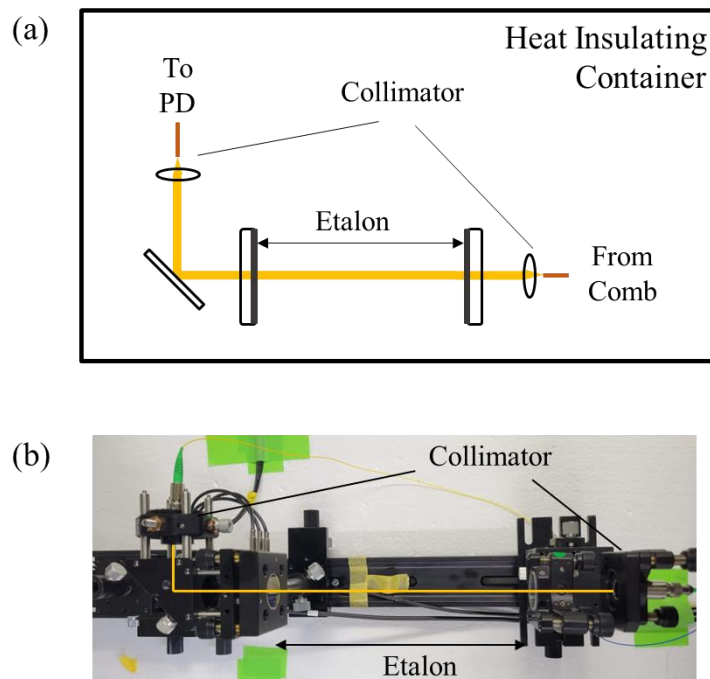 (a)
Heat Insulating
Container
To
PD
Collimator
Etalon
From
Comb
(b)
Collimator
Etalon